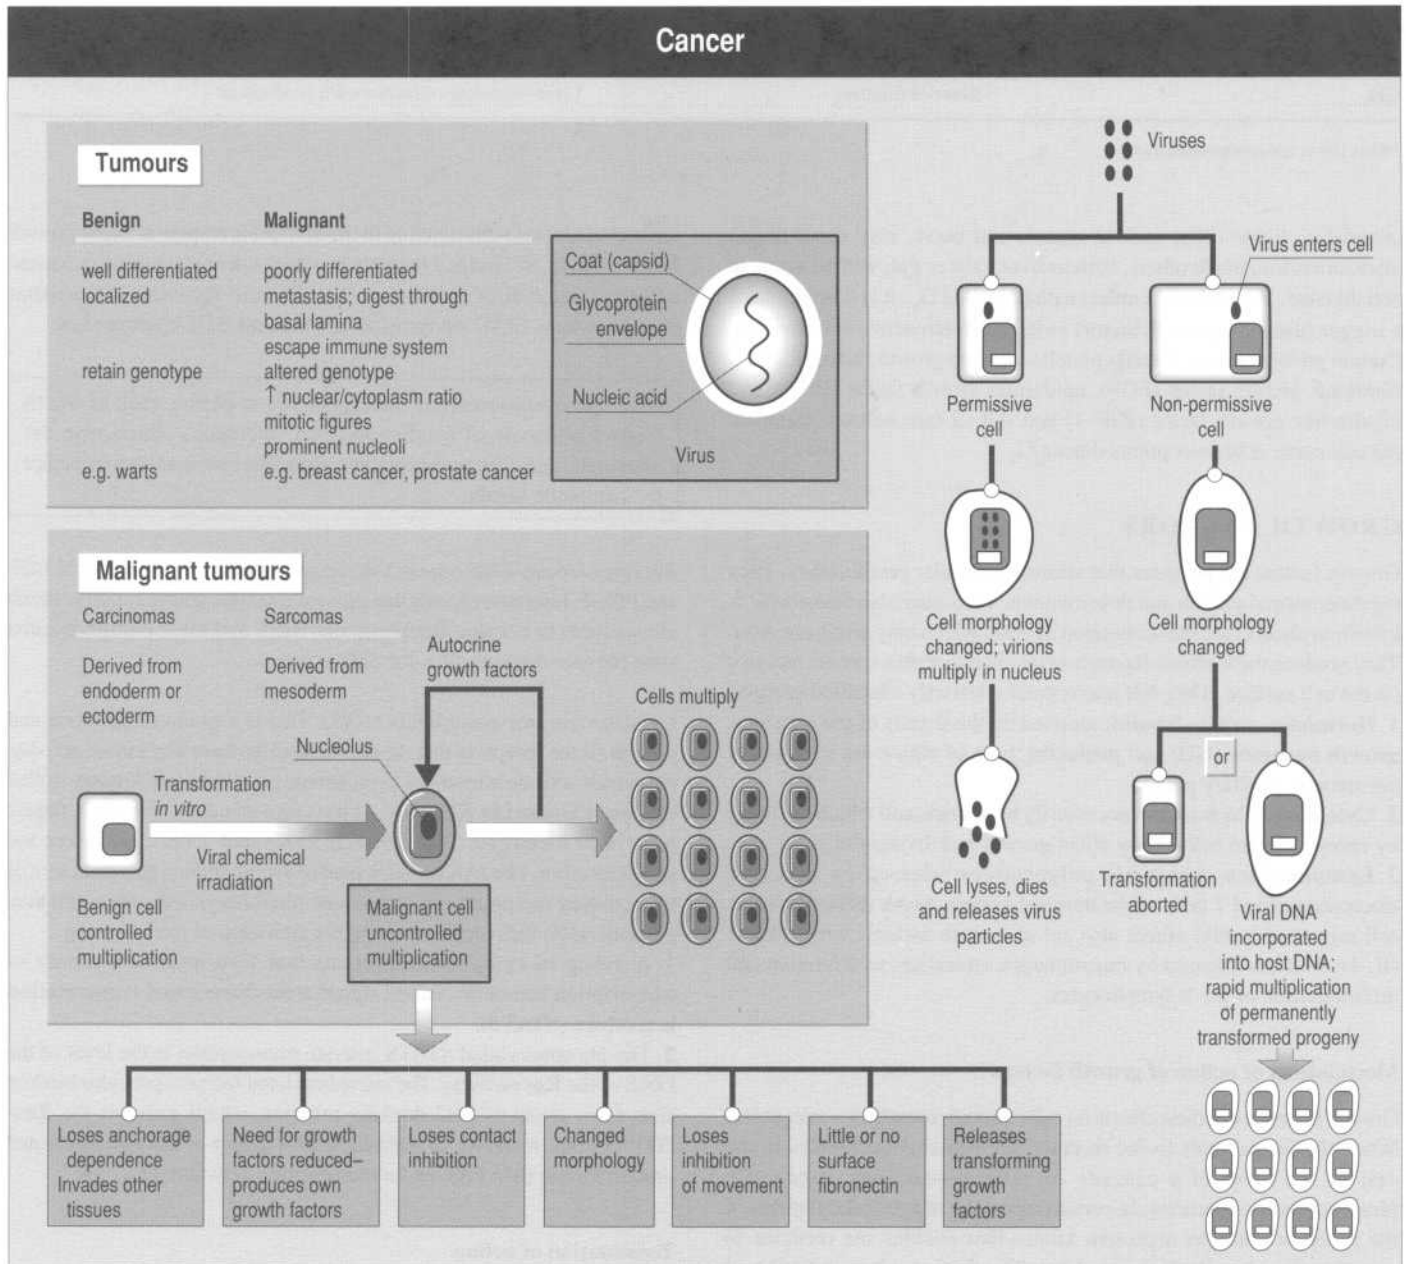 Cancer
Tumours
Benign
Malignant
well differentiated
localized
retain genotype
e.g. warts
poorly differentiated
metastasis; digest through
basal lamina
escape immune system
altered genotype
↑ nuclear/cytoplasm ratio
mitotic figures
prominent nucleoli
e.g. breast cancer, prostate cancer
Coat (capsid)
Glycoprotein
envelope
Nucleic acid
Virus
Malignant tumours
Carcinomas
Derived from
endoderm or
ectoderm
Sarcomas
Derived from
mesoderm
Autocrine
growth factors
Nucleolus
Transformation
in vitro
Viral chemical
irradiation
Benign cell
controlled
multiplication
Malignant cell
uncontrolled
multiplication
Cells multiply
Loses anchorage
dependence
Invades other
tissues
Need for growth
factors reduced–
produces own
growth factors
Loses contact
inhibition
Changed
morphology
Loses
inhibition
of movement
Little or no
surface
fibronectin
Releases
transforming
growth
factors
Viruses
Virus enters cell
Permissive
cell
Non-permissive
cell
Cell morphology
changed; virions
multiply in nucleus
Cell morphology
changed
or
Cell lyses, dies
and releases virus
particles
Transformation
aborted
Viral DNA
incorporated
into host DNA;
rapid multiplication
of permanently
transformed progeny